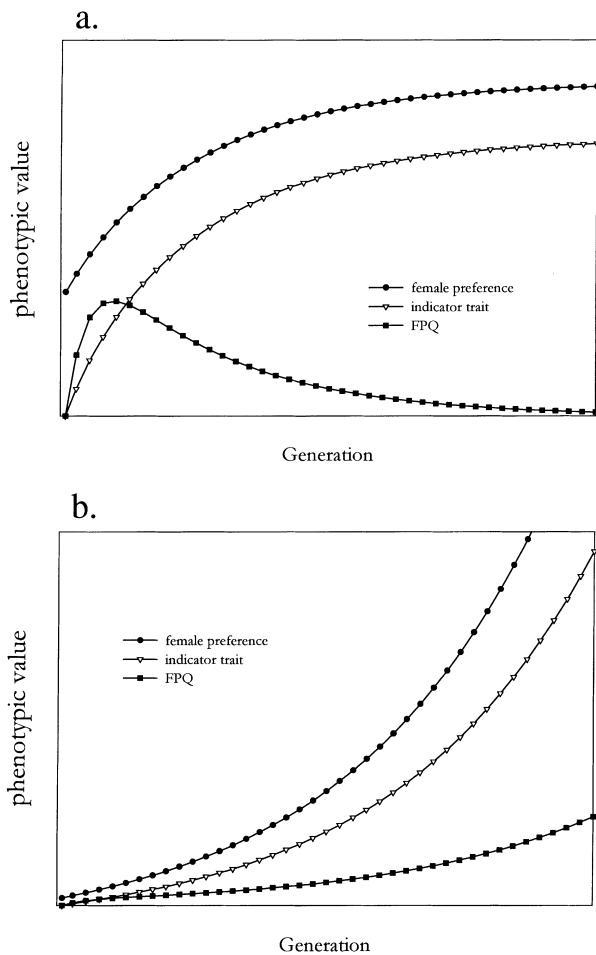 a.
phenotypic value
female preference
indicator trait
FPQ
Generation
b.
phenotypic value
female preference
indicator trait
FPQ
Generation